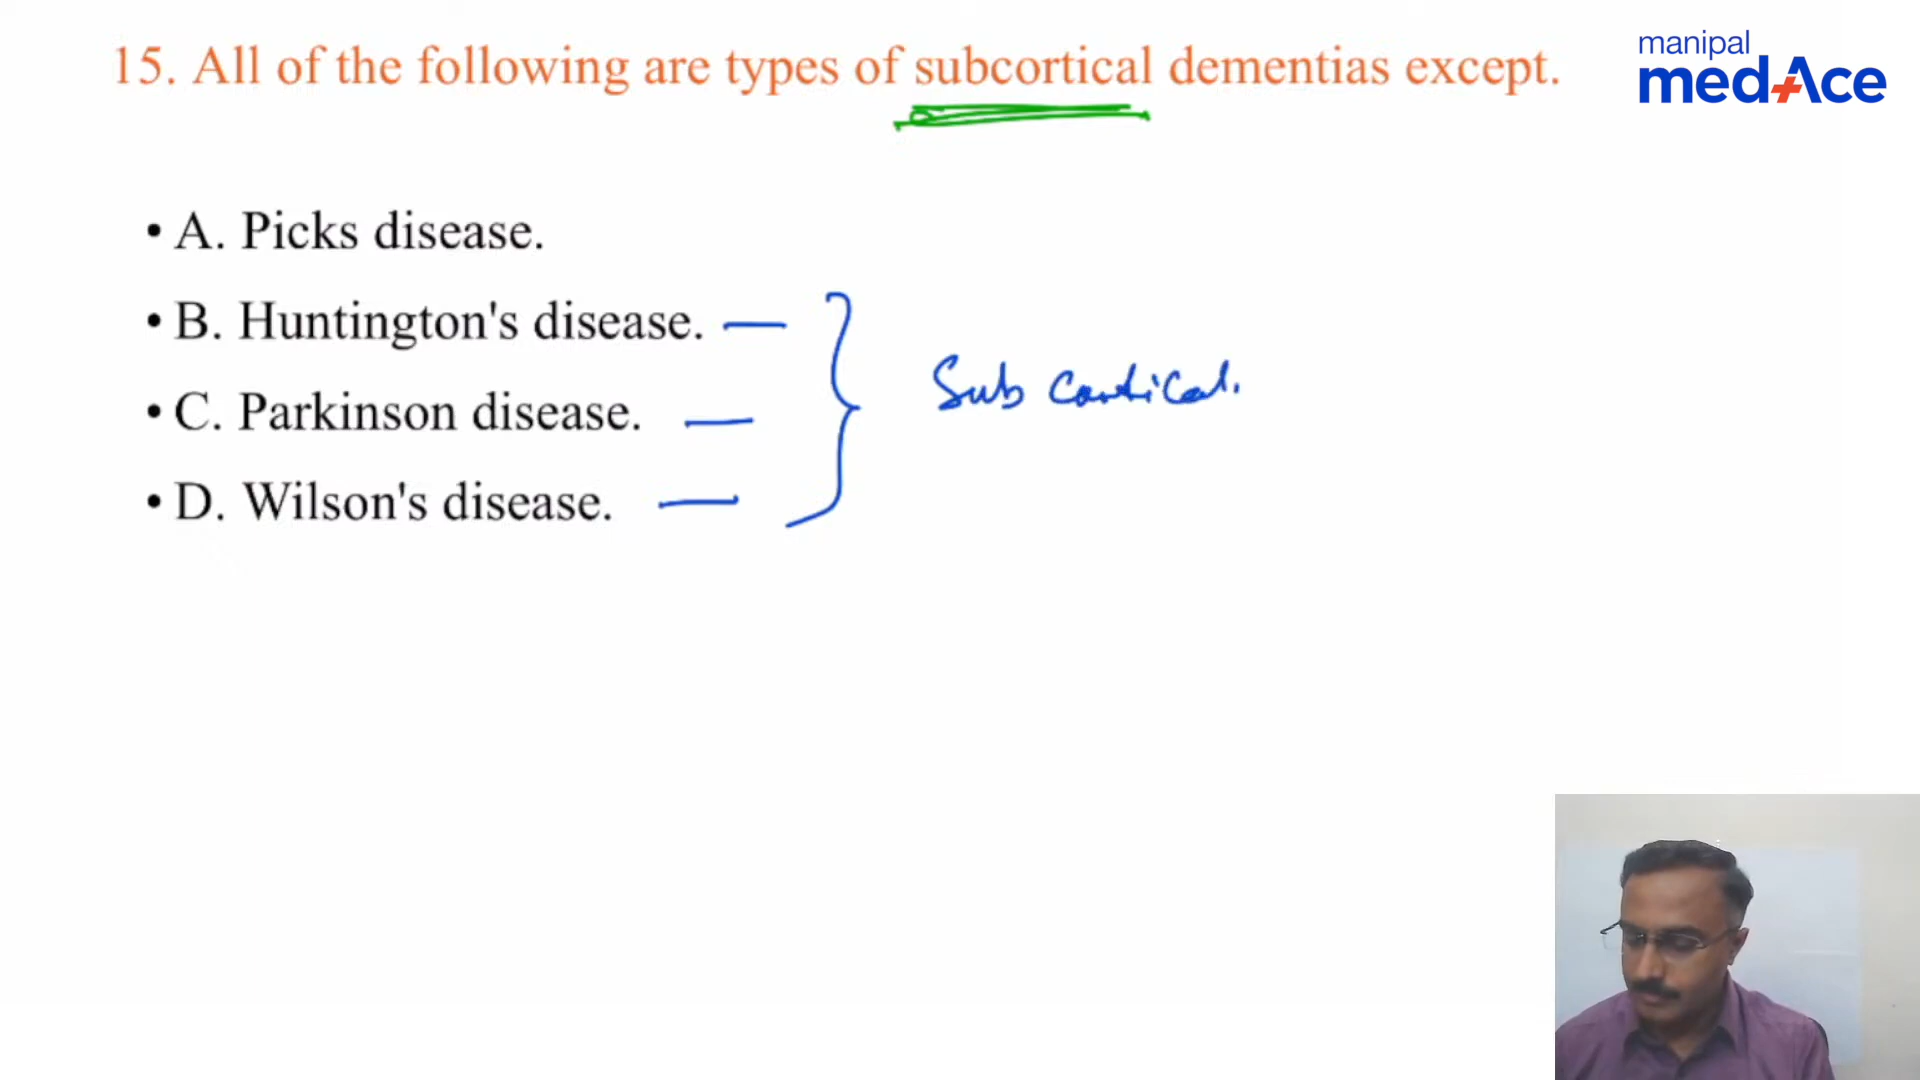 15. All of the following are types of subcortical dementias except.
manipal
medAce
• A. Picks disease.
• B. Huntington's disease.
• C. Parkinson disease.
• D. Wilson's disease.
Sub cortical.